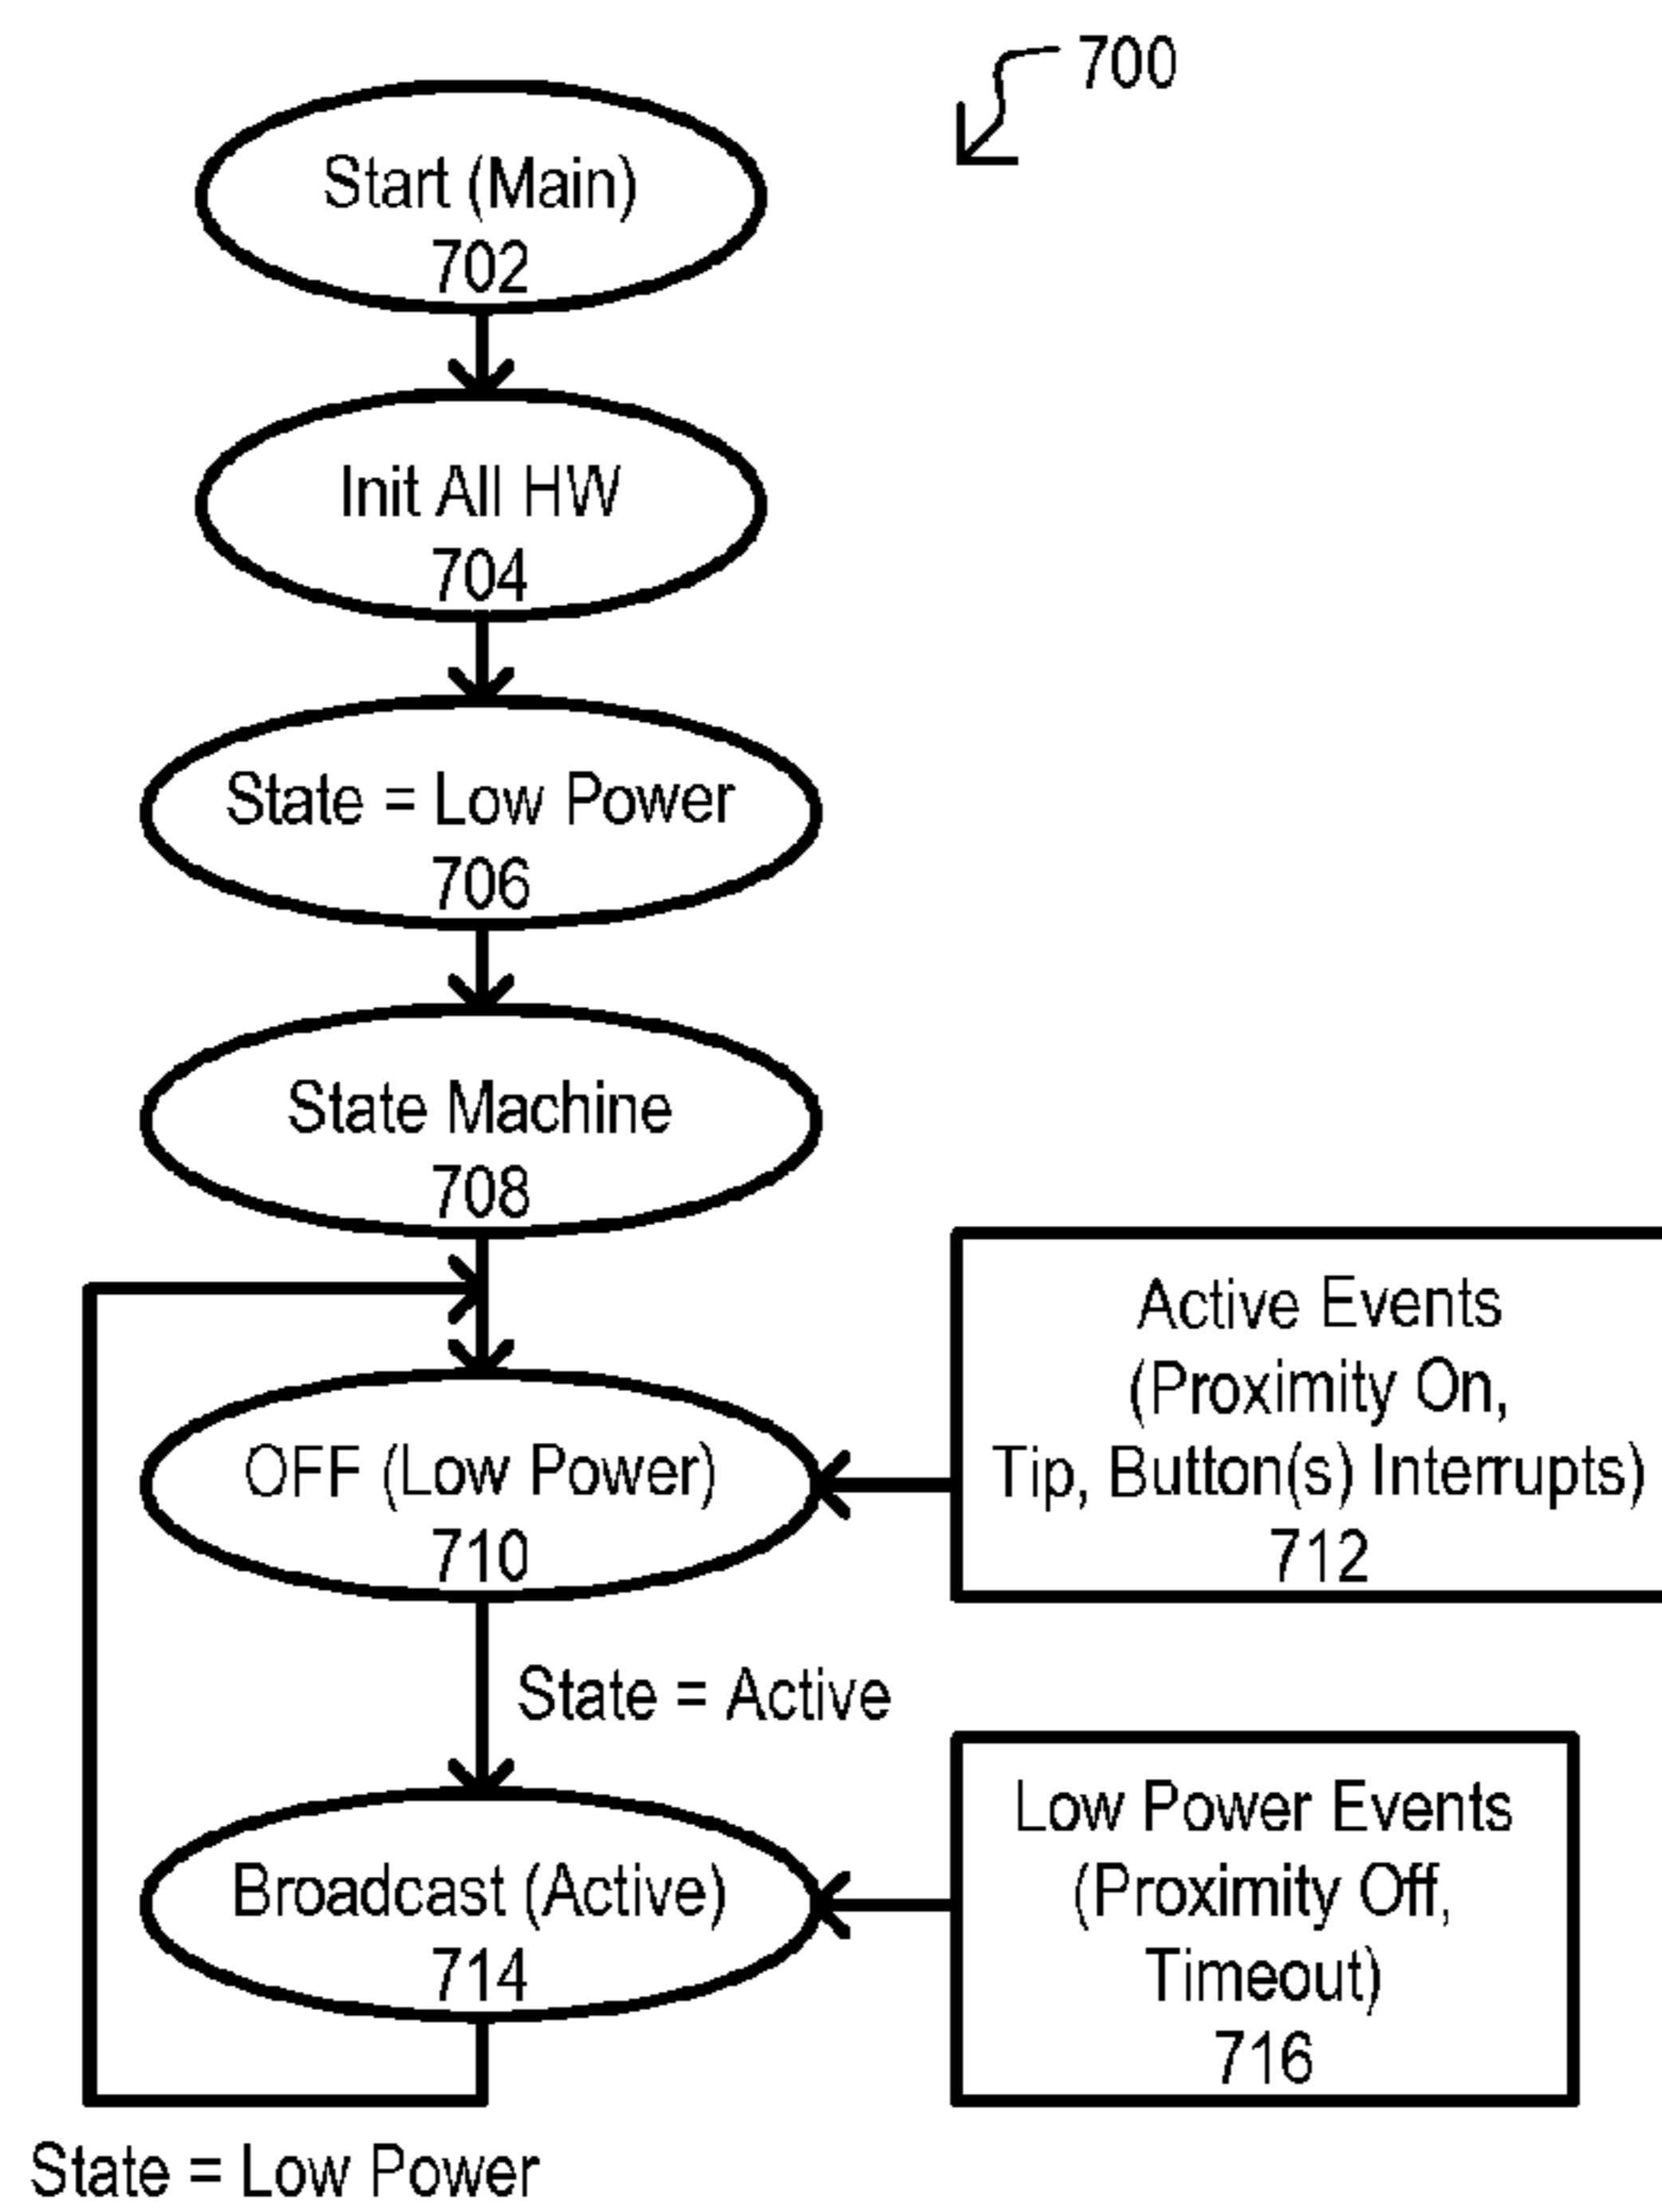 700
Start (Main)
702
Init All HW
704
State = Low Power
706
State Machine
708
Active Events
(Proximity On,
Tip, Button(s) Interrupts)
712
OFF (Low Power)
710
State = Active
Low Power Events
(Proximity Off,
Timeout)
716
Broadcast (Active)
714
State = Low Power